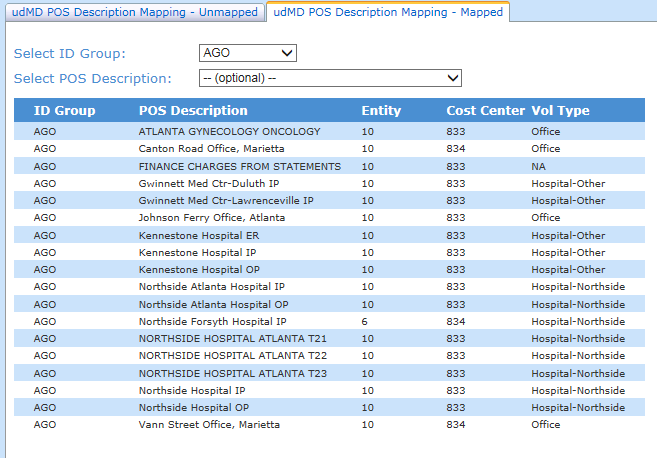 udMD POS Description Mapping - Unmapped udMD POS Description Mapping - Mapped
Select ID Group: AGO
Select POS Description: -- (optional) --
ID Group POS Description Entity Cost Center Vol Type
AGO ATLANTA GYNECOLOGY ONCOLOGY 10 833 Office
AGO Canton Road Office, Marietta 10 834 Office
AGO FINANCE CHARGES FROM STATEMENTS 10 833 NA
AGO Gwinnett Med Ctr-Duluth IP 10 833 Hospital-Other
AGO Gwinnett Med Ctr-Lawrenceville IP 10 833 Hospital-Other
AGO Johnson Ferry Office, Atlanta 10 833 Office
AGO Kennestone Hospital ER 10 833 Hospital-Other
AGO Kennestone Hospital IP 10 833 Hospital-Other
AGO Kennestone Hospital OP 10 833 Hospital-Other
AGO Northside Atlanta Hospital IP 10 833 Hospital-Northside
AGO Northside Atlanta Hospital OP 10 833 Hospital-Northside
AGO Northside Forsyth Hospital IP 6 834 Hospital-Northside
AGO NORTHSIDE HOSPITAL ATLANTA T21 10 833 Hospital-Northside
AGO NORTHSIDE HOSPITAL ATLANTA T22 10 833 Hospital-Northside
AGO NORTHSIDE HOSPITAL ATLANTA T23 10 833 Hospital-Northside
AGO Northside Hospital IP 10 833 Hospital-Northside
AGO Northside Hospital OP 10 833 Hospital-Northside
AGO Vann Street Office, Marietta 10 834 Office